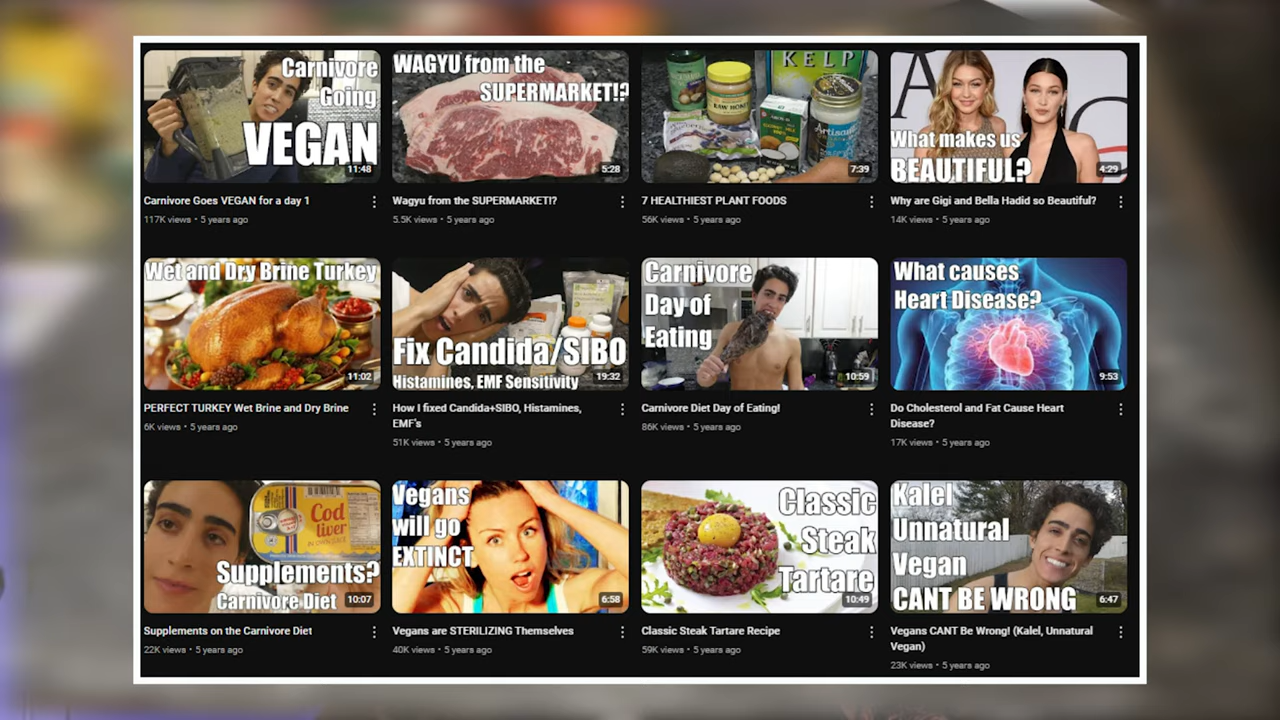 Carnivore
Going
VEGAN
11:48
Carnivore Goes VEGAN for a day 1
117K views • 5 years ago
WAGYU from the
SUPERMARKET!?
5:28
Wagyu from the SUPERMARKET!?
5.5K views • 5 years ago
KELP
RAW HONEY
Artisana
7:39
7 HEALTHIEST PLANT FOODS
56K views • 5 years ago
What makes us
BEAUTIFUL?
4:29
Why are Gigi and Bella Hadid so Beautiful?
14K views • 5 years ago
Wet and Dry Brine Turkey
11:02
PERFECT TURKEY Wet Brine and Dry Brine
6K views • 5 years ago
Fix Candida/SIBO
Histamines, EMF Sensitivity
19:32
How I fixed Candida+SIBO, Histamines,
EMF's
51K views • 5 years ago
Carnivore
Day of
Eating
10:59
Carnivore Diet Day of Eating!
86K views • 5 years ago
What causes
Heart Disease?
9:53
Do Cholesterol and Fat Cause Heart
Disease?
17K views • 5 years ago
Cod
liver
Supplements?
Carnivore Diet
10:07
Supplements on the Carnivore Diet
22K views • 5 years ago
Vegans
will go
EXTINCT
6:58
Vegans are STERILIZING Themselves
40K views • 5 years ago
Classic
Steak
Tartare
10:49
Classic Steak Tartare Recipe
59K views • 5 years ago
Kalel
Unnatural
Vegan
CANT BE WRONG
6:47
Vegans CANT Be Wrong! (Kalel, Unnatural
Vegan)
23K views • 5 years ago